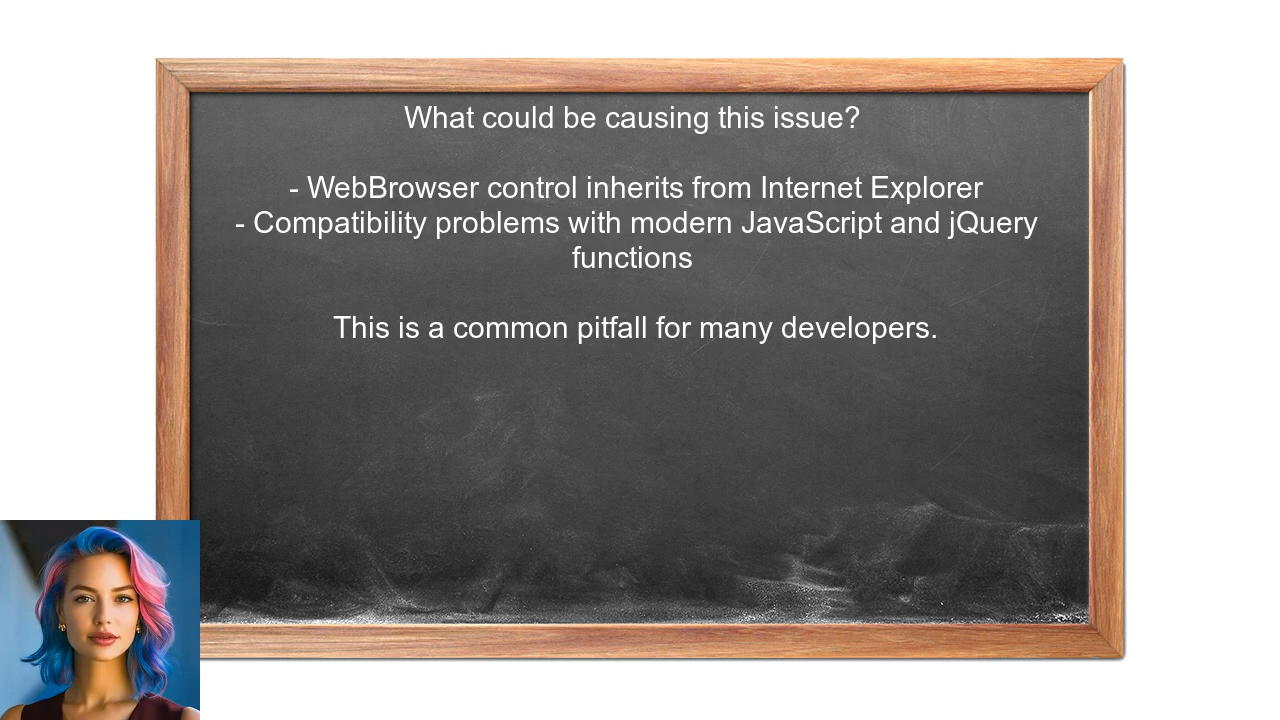 What could be causing this issue?
- WebBrowser control inherits from Internet Explorer
- Compatibility problems with modern JavaScript and jQuery
functions
This is a common pitfall for many developers.